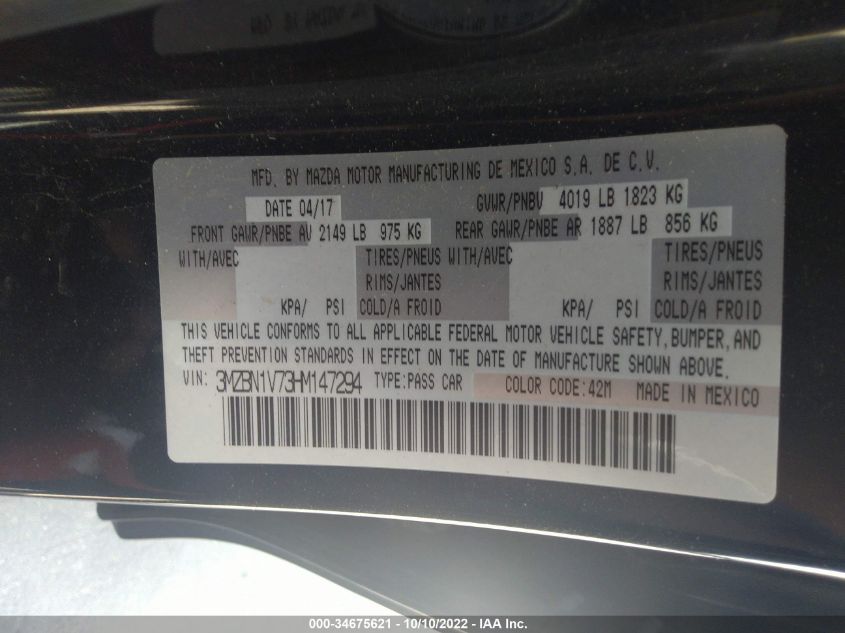 MFD. BY MAZDA MOTOR MANUFACTURING DE MEXICO S.A. DE C.V.
DATE 04/17 GVWR/PNBV 4019 LB 1823 KG
FRONT GAWR/PNBE AV 2149 LB 975 KG REAR GAWR/PNBE AR 1887 LB 856 KG
WITH/AVEC TIRES/PNEUS WITH/AVEC TIRES/PNEUS
RIMS/JANTES RIMS/JANTES
KPA/ PSI COLD/A FROID KPA/ PSI COLD/A FROID
THIS VEHICLE CONFORMS TO ALL APPLICABLE FEDERAL MOTOR VEHICLE SAFETY, BUMPER, AND
THEFT PREVENTION STANDARDS IN EFFECT ON THE DATE OF MANUFACTURE SHOWN ABOVE.
VIN: 3MZBN1V73HM147294 TYPE:PASS CAR COLOR CODE:42M MADE IN MEXICO
000-34675621 - 10/10/2022 - IAA Inc.